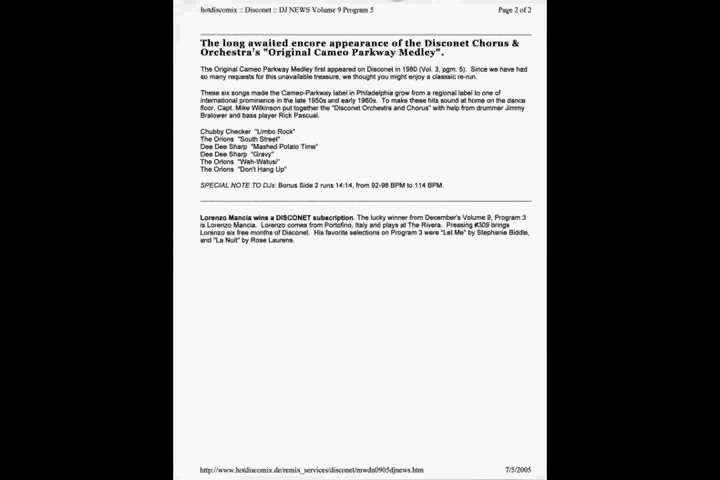 hotdiscomix :: Disconet :: DJ NEWS Volume 9 Program 5
Page 2 of 2
The long awaited encore appearance of the Disconet Chorus &
Orchestra's "Original Cameo Parkway Medley".
The Original Cameo Parkway Medley first appeared on Disconet in 1980 (Vol. 3, pgm. 5). Since we have had
so many requests for this unavailable treasure, we thought you might enjoy a classsic re-run.
These six songs made the Cameo-Parkway label in Philadelphia grow from a regional label to one of
international prominence in the late 1950s and early 1960s. To make these hits sound at home on the dance
floor, Capt. Mike Wilkinson put together the "Disconet Orchestra and Chorus" with help from drummer Jimmy
Bralower and bass player Rick Pascual.
Chubby Checker "Limbo Rock"
The Orlons "South Street"
Dee Dee Sharp "Mashed Potato Time"
Dee Dee Sharp "Gravy"
The Orlons "Wah-Watusi"
The Orlons "Don't Hang Up"
SPECIAL NOTE TO DJs: Bonus Side 2 runs 14:14, from 92-98 BPM to 114 BPM.
Lorenzo Mancia wins a DISCONET subscription. The lucky winner from December's Volume 9, Program 3
is Lorenzo Mancia. Lorenzo comes from Portofino, Italy and plays at The Rivera. Pressing #309 brings
Lorenzo six free months of Disconet. His favorite selections on Program 3 were "Let Me" by Stephanie Biddle,
and "La Nuit" by Rose Laurens.
http://www.hotdiscomix.de/remix_services/disconet/mwdn0905djnews.htm
7/5/2005